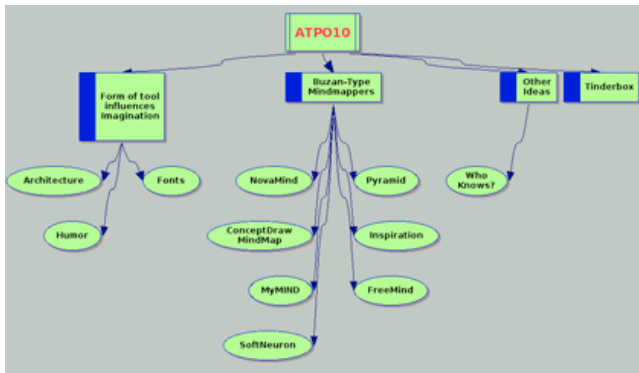 ATPO10
Form of tool
influences
Imagination
Buzan-Type
Mindmappers
Other
Ideas
Tinderbox
Architecture
Fonts
Humor
NovaMind
Pyramid
ConceptDraw
MindMap
Inspiration
MyMIND
FreeMind
SoftNeuron
Who
Knows?